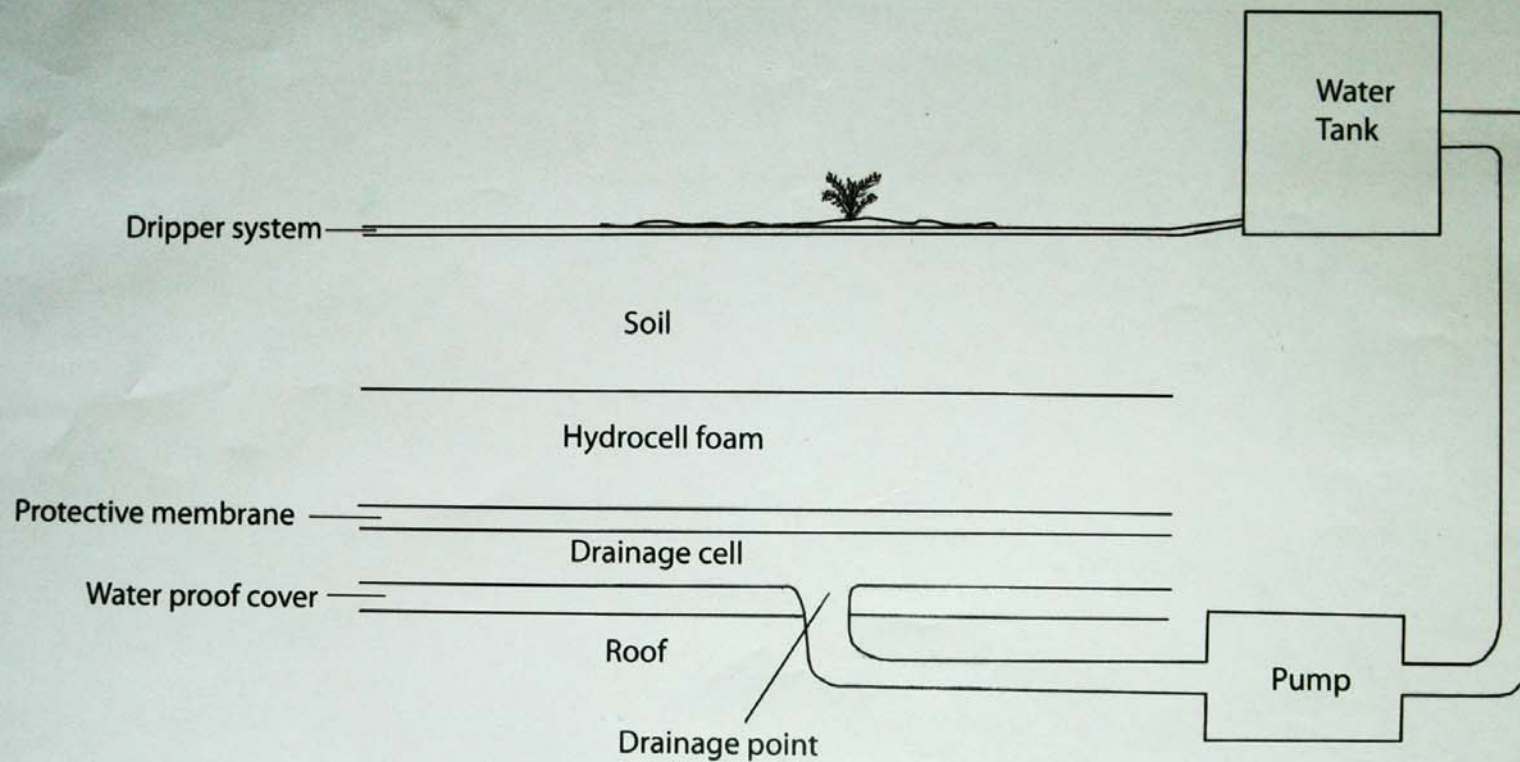 Water
Tank
Dripper system
Soil
Hydrocell foam
Protective membrane
Drainage cell
Water proof cover
Roof
Pump
Drainage point